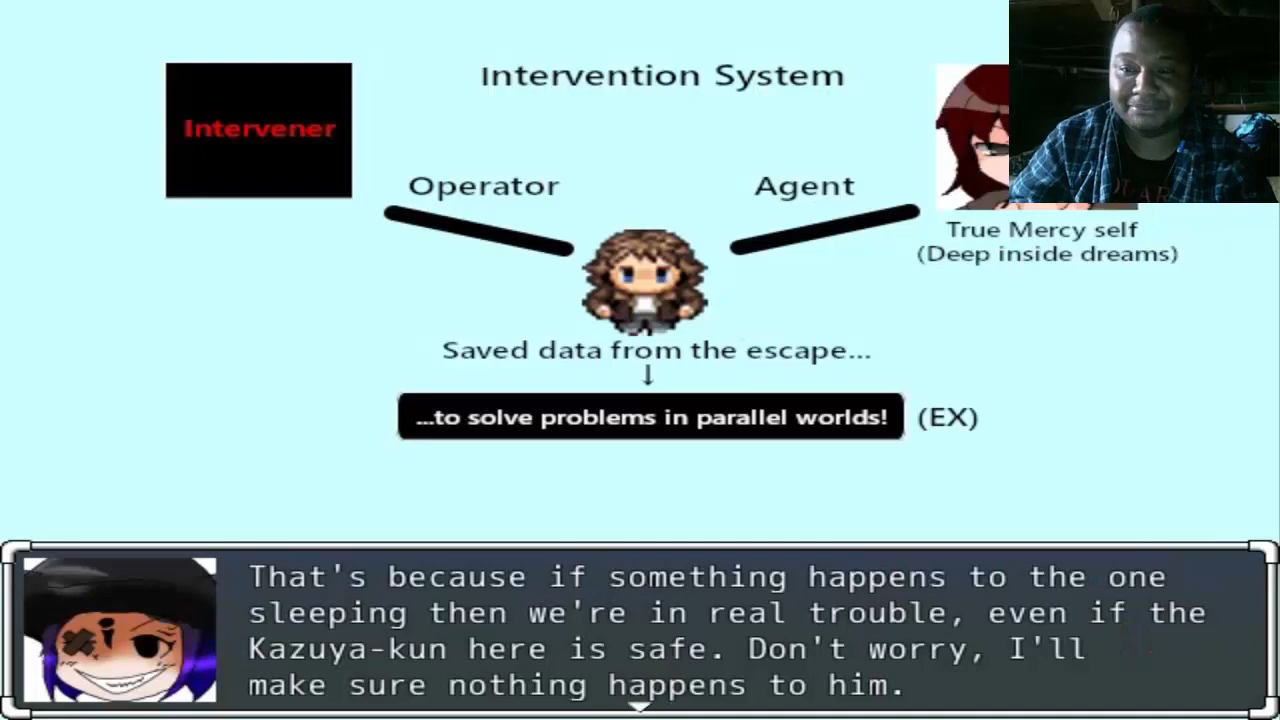 Intervention System
Intervener
Operator
Agent
True Mercy self
(Deep inside dreams)
Saved data from the escape...
↓
...to solve problems in parallel worlds! (EX)
That's because if something happens to the one
sleeping then we're in real trouble, even if the
Kazuya-kun here is safe. Don't worry, I'll
make sure nothing happens to him.